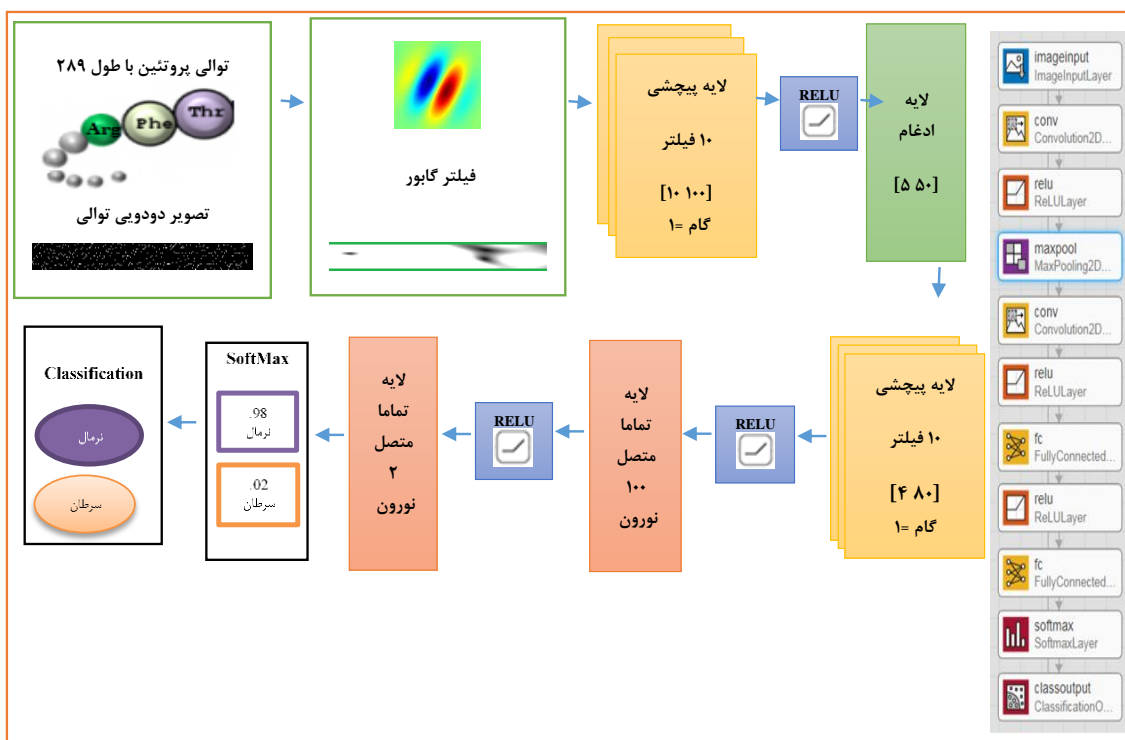 توالی پروتئین با طول ۲۸۹
Arg
Phe
Thr
تصویر دودویی توالی
فیلتر گابور
لایه پیچشی
۱۰ فیلتر
[۱۰ ۱۰۰]
گام =۱
RELU
لایه
ادغام
[۵ ۵۰]
لایه پیچشی
۱۰ فیلتر
[۴ ۸۰]
گام =۱
RELU
لایه
تماما
متصل
۱۰۰
نورون
RELU
لایه
تماما
متصل
۲
نورون
SoftMax
.98
نرمال
.02
سرطان
Classification
نرمال
سرطان
imageinput
ImageInputLayer
conv
Convolution2D...
relu
ReLULayer
maxpool
MaxPooling2D...
conv
Convolution2D...
relu
ReLULayer
fc
FullyConnected...
relu
ReLULayer
fc
FullyConnected...
softmax
SoftmaxLayer
classoutput
ClassificationO...